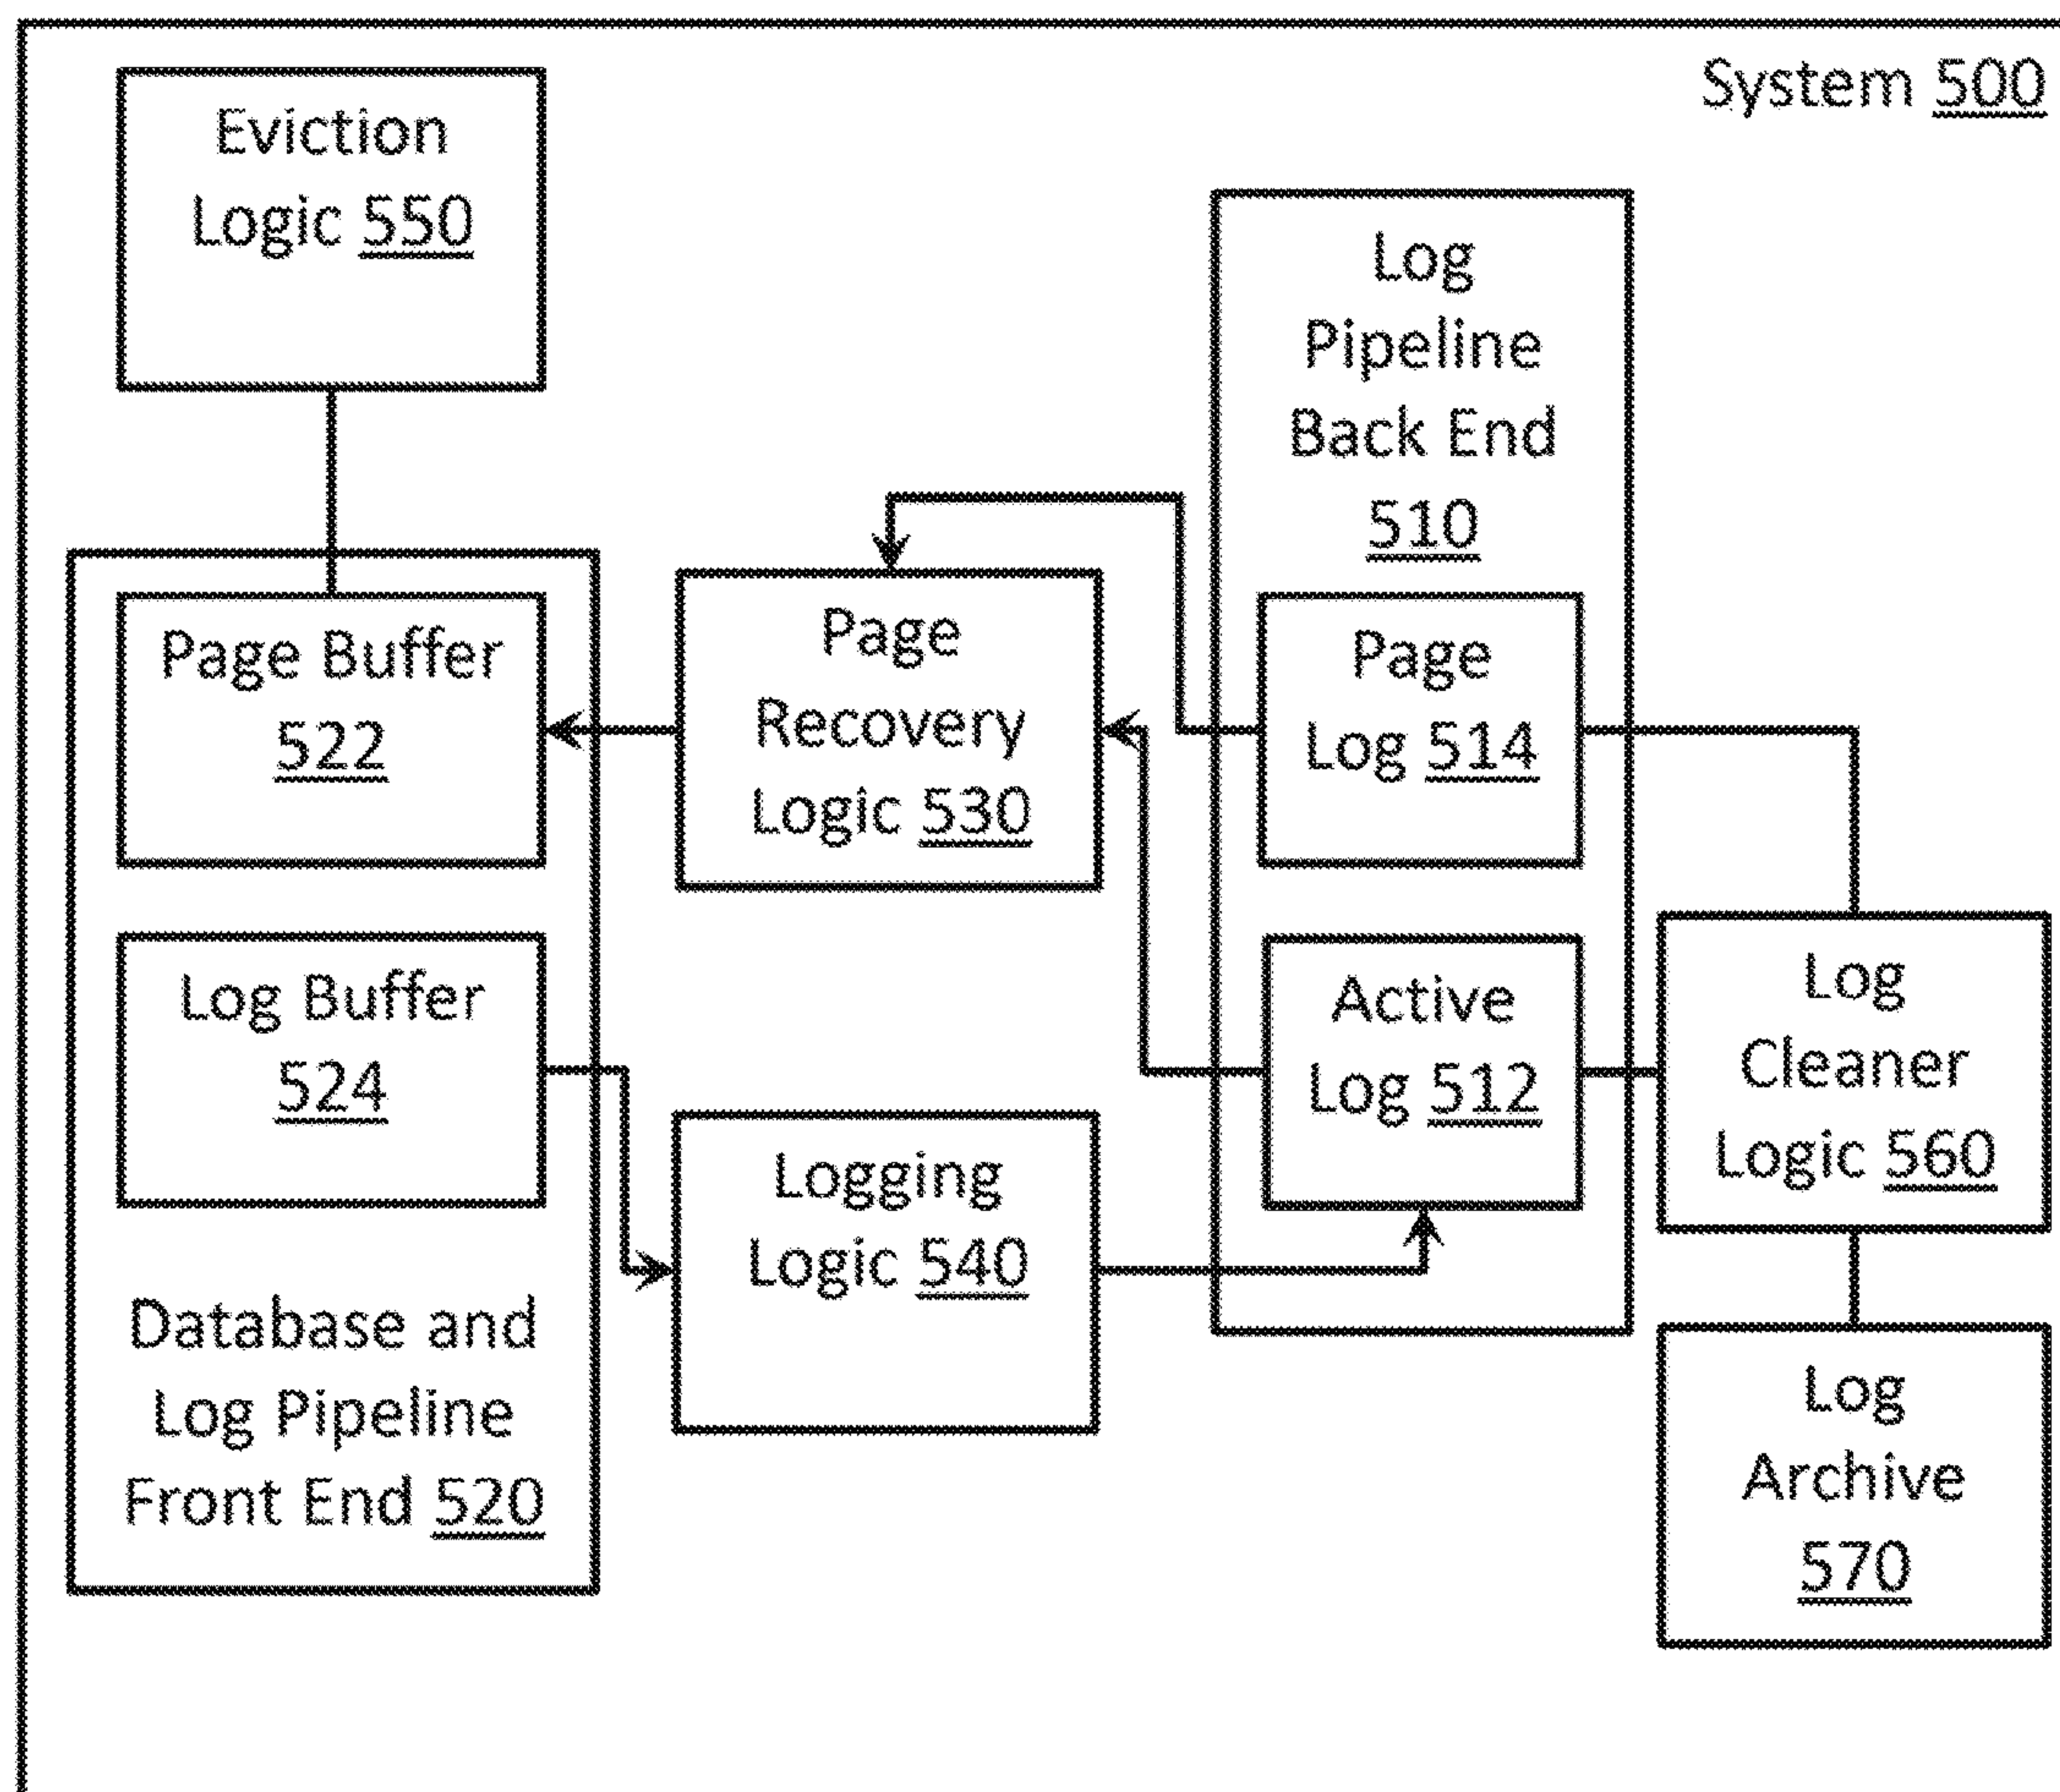 System 500
Eviction
Logic 550
Log
Pipeline
Back End
510
Page Buffer
522
Page
Recovery
Logic 530
Page
Log 514
Log Buffer
524
Active
Log 512
Log
Cleaner
Logic 560
Logging
Logic 540
Database and
Log Pipeline
Front End 520
Log
Archive
570